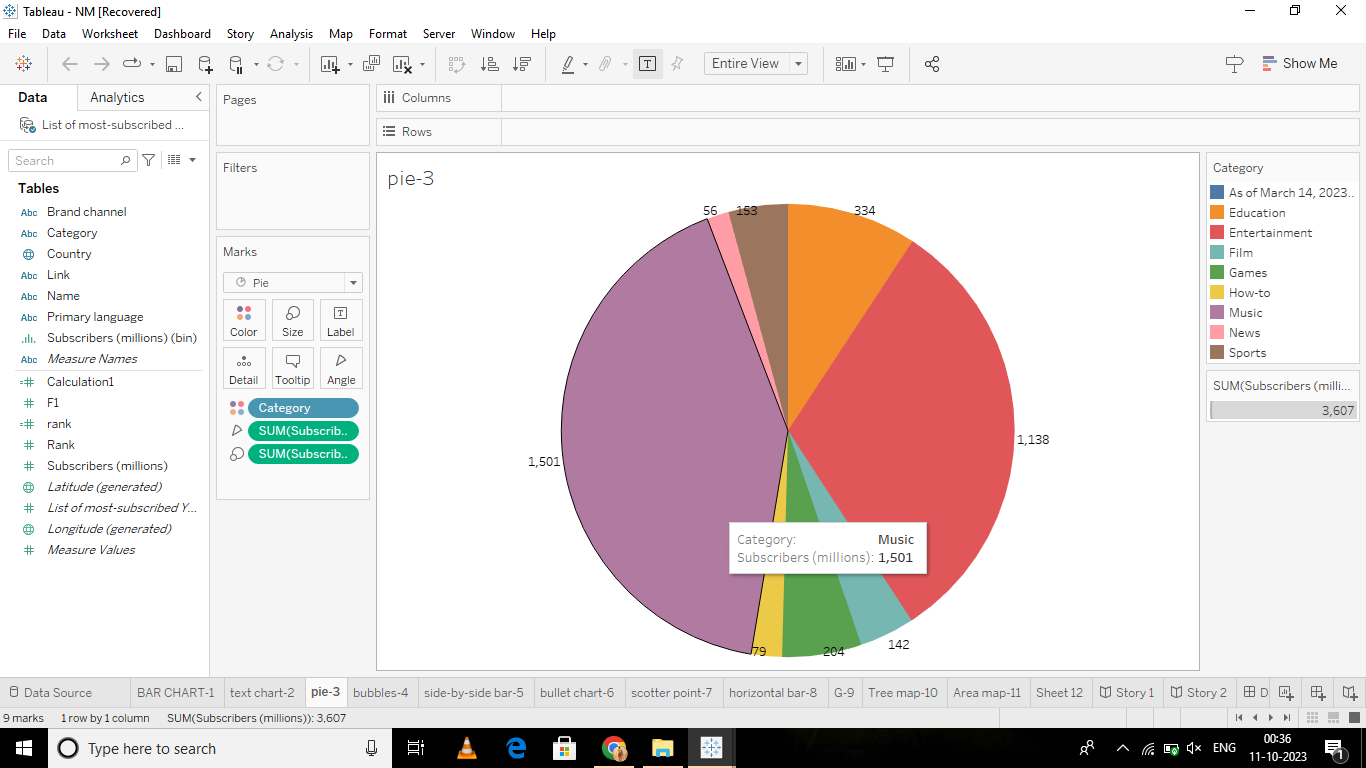 Tableau - NM [Recovered]
File Data Worksheet Dashboard Story Analysis Map Format Server Window Help
Entire View
Show Me
Data Analytics
List of most-subscribed ...
Search
Tables
Abc Brand channel
Abc Category
Country
Abc Link
Abc Name
Abc Primary language
Subscribers (millions) (bin)
Abc Measure Names
Calculation1
F1
rank
Rank
Subscribers (millions)
Latitude (generated)
List of most-subscribed Y...
Longitude (generated)
Measure Values
Pages
Filters
Marks
Pie
Color Size Label
Detail Tooltip Angle
Category
SUM(Subscrib..
SUM(Subscrib..
Columns
Rows
pie-3
56 153 334
1,138
1,501
Category: Music
Subscribers (millions): 1,501
142
79 204
Category
As of March 14, 2023..
Education
Entertainment
Film
Games
How-to
Music
News
Sports
SUM(Subscribers (milli...
3,607
Data Source BAR CHART-1 text chart-2 pie-3 bubbles-4 side-by-side bar-5 bullet chart-6 scotter point-7 horizontal bar-8 G-9 Tree map-10 Area map-11 Sheet 12 Story 1 Story 2 D
9 marks 1 row by 1 column SUM(Subscribers (millions)): 3,607
Type here to search
ENG
00:36
11-10-2023
1